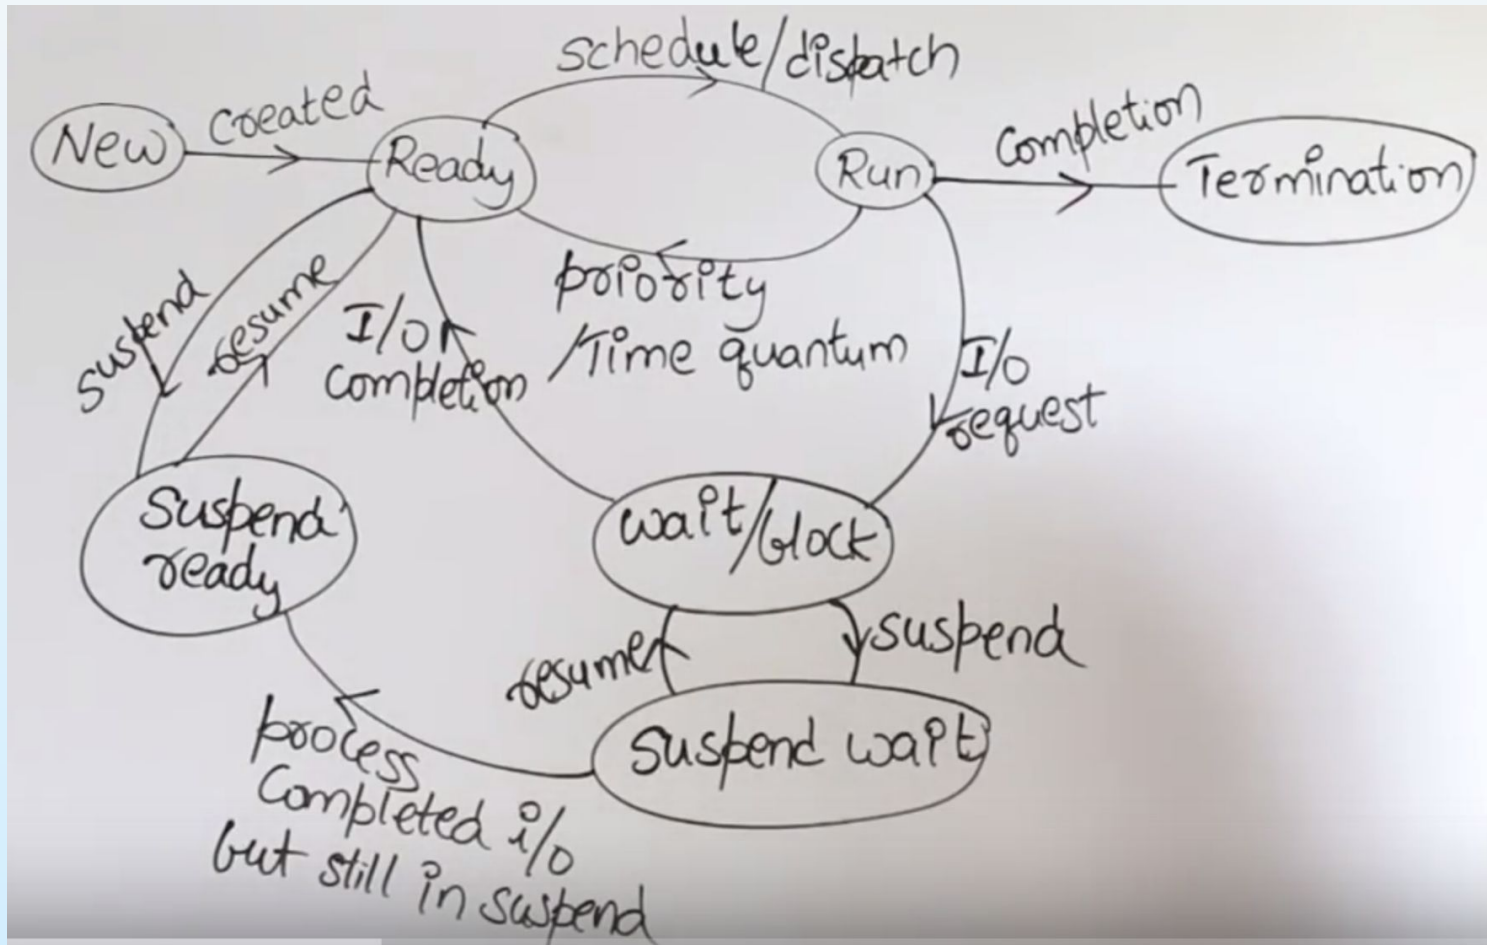 schedule/dispatch
created
completion
New
Ready
Run
Termination
suspend
resume
I/O
completion
priority
/Time quantum
I/O
request
Suspend
ready
wait/block
resume
suspend
suspend wait
process
completed i/o
but still in suspend